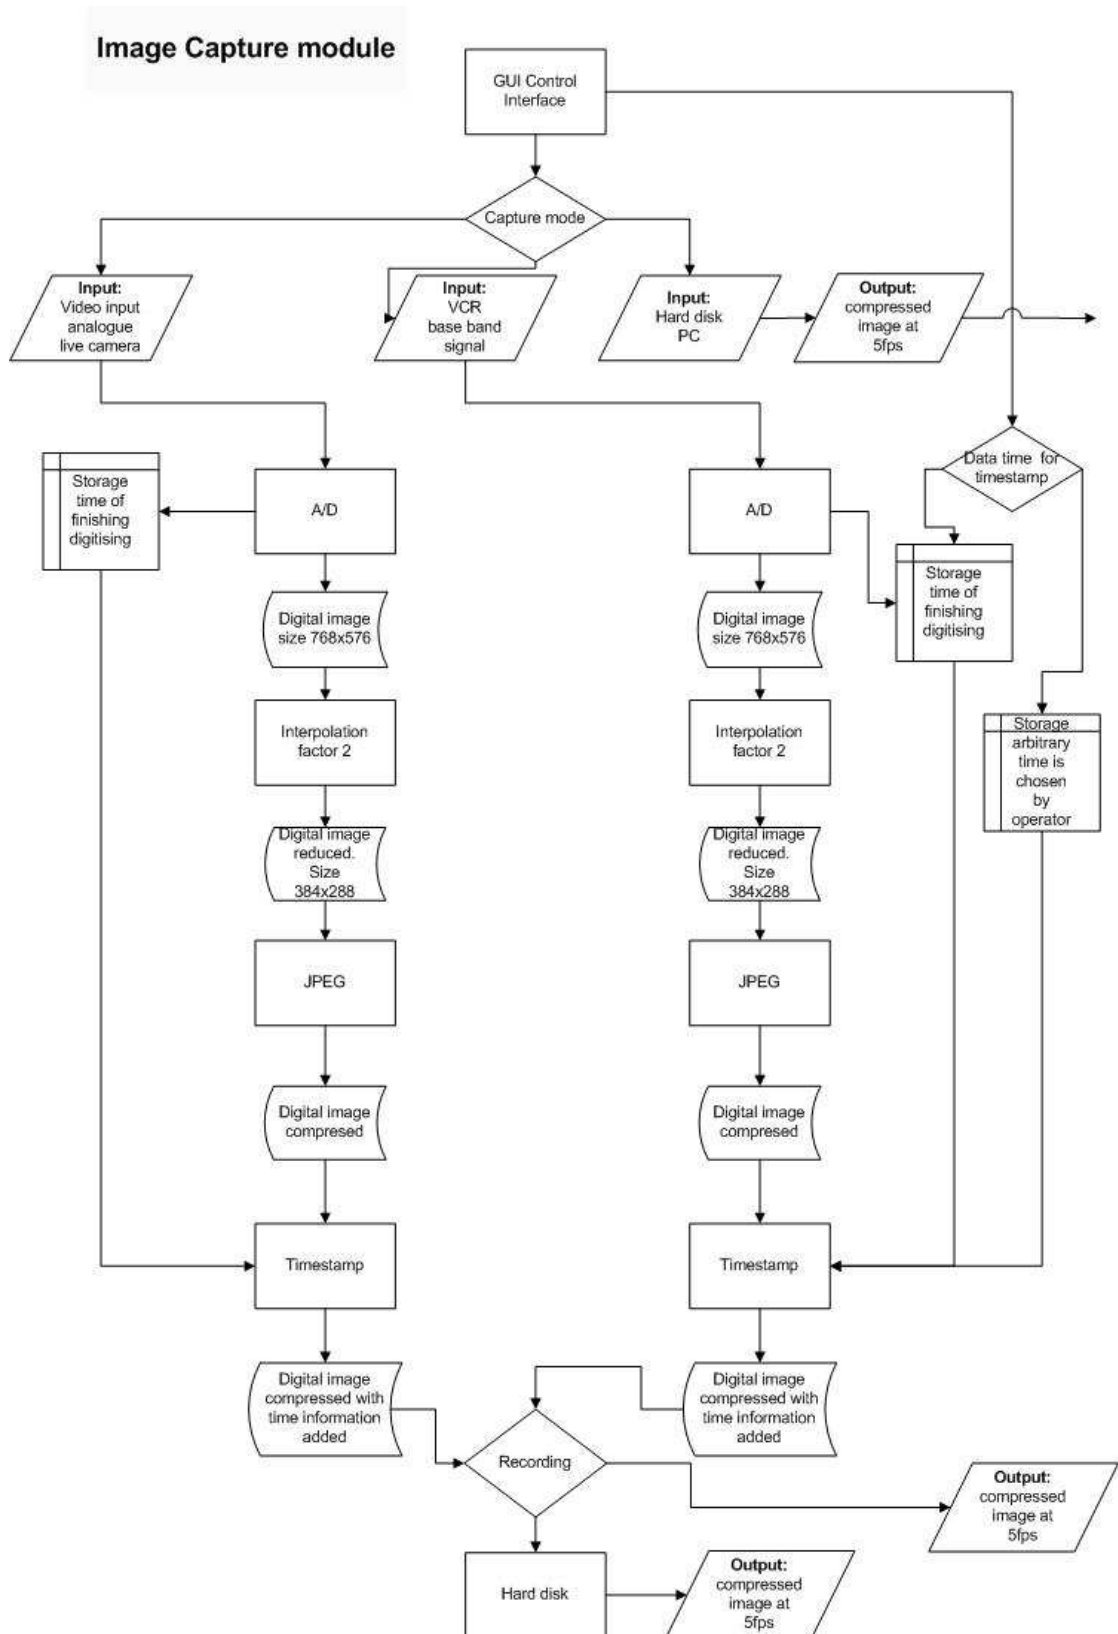 Image Capture module
GUI Control
Interface
Capture mode
Input:
Video input
analogue
live camera
Input:
VCR
base band
signal
Input:
Hard disk
PC
Output:
compressed
image at
5fps
Data time for
timestamp
Storage
time of
finishing
digitising
A/D
A/D
Storage
time of
finishing
digitising
Digital image
size 768x576
Digital image
size 768x576
Interpolation
factor 2
Interpolation
factor 2
Storage
arbitrary
time is
chosen
by
operator
Digital image
reduced.
Size
384x288
Digital image
reduced.
Size
384x288
JPEG
JPEG
Digital image
compresed
Digital image
compresed
Timestamp
Timestamp
Digital image
compressed with
time information
added
Digital image
compressed with
time information
added
Recording
Output:
compressed
image at
5fps
Hard disk
Output:
compressed
image at
5fps